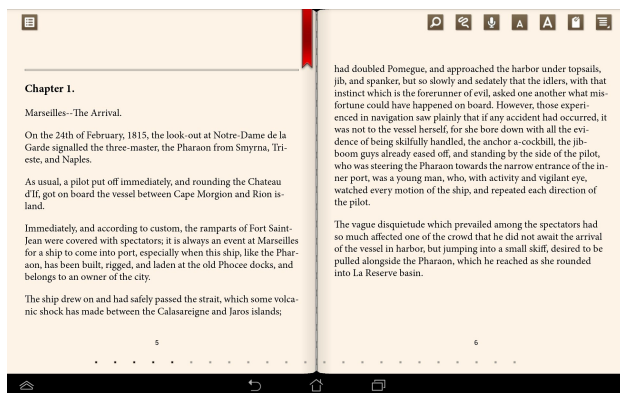 Chapter 1.
Marseilles--The Arrival.
On the 24th of February, 1815, the look-out at Notre-Dame de la
Garde signalled the three-master, the Pharaon from Smyrna, Tri-
este, and Naples.
As usual, a pilot put off immediately, and rounding the Chateau
d'If, got on board the vessel between Cape Morgion and Rion is-
land.
Immediately, and according to custom, the ramparts of Fort Saint-
Jean were covered with spectators; it is always an event at Marseilles
for a ship to come into port, especially when this ship, like the Phar-
aon, has been built, rigged, and laden at the old Phocee docks, and
belongs to an owner of the city.
The ship drew on and had safely passed the strait, which some volca-
nic shock has made between the Calasareigne and Jaros islands;
5
A
A
had doubled Pomegue, and approached the harbor under topsails,
jib, and spanker, but so slowly and sedately that the idlers, with that
instinct which is the forerunner of evil, asked one another what mis-
fortune could have happened on board. However, those experi-
enced in navigation saw plainly that if any accident had occurred, it
was not to the vessel herself, for she bore down with all the evi-
dence of being skilfully handled, the anchor a-cockbill, the jib-
boom guys already eased off, and standing by the side of the pilot,
who was steering the Pharaon towards the narrow entrance of the in-
ner port, was a young man, who, with activity and vigilant eye,
watched every motion of the ship, and repeated each direction of
the pilot.
The vague disquietude which prevailed among the spectators had
so much affected one of the crowd that he did not await the arrival
of the vessel in harbor, but jumping into a small skiff, desired to be
pulled alongside the Pharaon, which he reached as she rounded
into La Reserve basin.
6